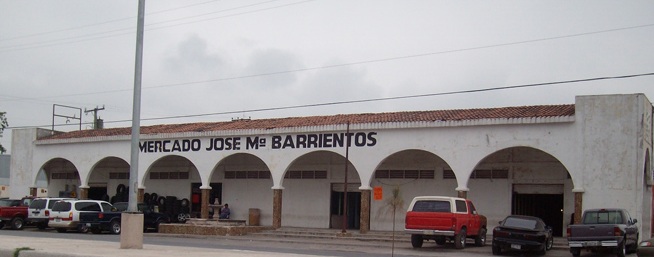 MERCADO JOSE Mª BARRIENTOS